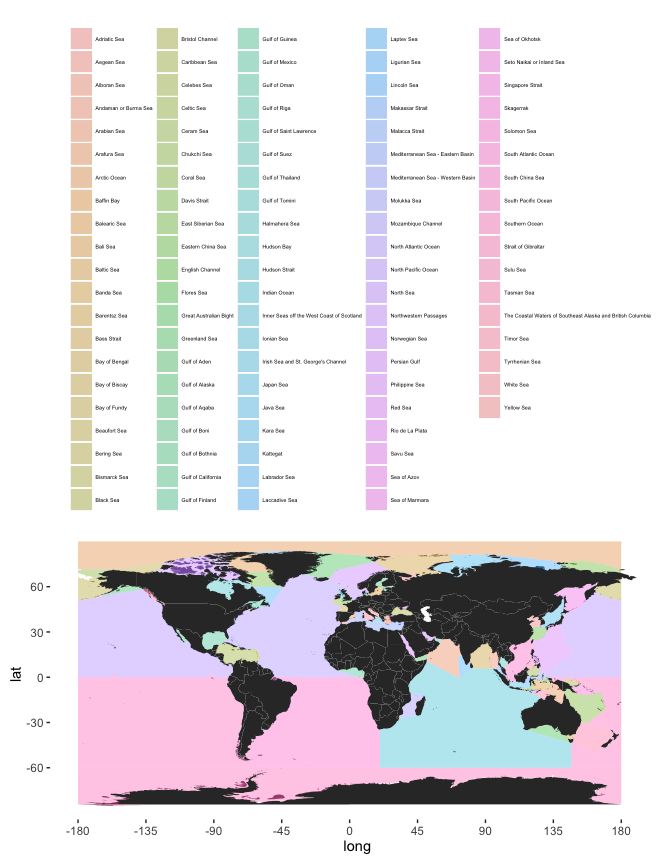 Adriatic Sea
Aegean Sea
Alboran Sea
Andaman or Burma Sea
Arabian Sea
Arafura Sea
Arctic Ocean
Baffin Bay
Balearic Sea
Bali Sea
Baltic Sea
Banda Sea
Barentsz Sea
Bass Strait
Bay of Bengal
Bay of Biscay
Bay of Fundy
Beaufort Sea
Bering Sea
Bismarck Sea
Black Sea
Bristol Channel
Caribbean Sea
Celebes Sea
Celtic Sea
Ceram Sea
Chukchi Sea
Coral Sea
Davis Strait
East Siberian Sea
Eastern China Sea
English Channel
Flores Sea
Great Australian Bight
Greenland Sea
Gulf of Aden
Gulf of Alaska
Gulf of Aqaba
Gulf of Boni
Gulf of Bothnia
Gulf of California
Gulf of Finland
Gulf of Guinea
Gulf of Mexico
Gulf of Oman
Gulf of Riga
Gulf of Saint Lawrence
Gulf of Suez
Gulf of Thailand
Gulf of Tomini
Halmahera Sea
Hudson Bay
Hudson Strait
Indian Ocean
Inner Seas off the West Coast of Scotland
Ionian Sea
Irish Sea and St. George's Channel
Japan Sea
Java Sea
Kara Sea
Kattegat
Labrador Sea
Laccadive Sea
Laptev Sea
Ligurian Sea
Lincoln Sea
Makassar Strait
Malacca Strait
Mediterranean Sea - Eastern Basin
Mediterranean Sea - Western Basin
Molukka Sea
Mozambique Channel
North Atlantic Ocean
North Pacific Ocean
North Sea
Northwestern Passages
Norwegian Sea
Persian Gulf
Philippine Sea
Red Sea
Rio de La Plata
Savu Sea
Sea of Azov
Sea of Marmara
Sea of Okhotsk
Seto Naikai or Inland Sea
Singapore Strait
Skagerrak
Solomon Sea
South Atlantic Ocean
South China Sea
South Pacific Ocean
Southern Ocean
Strait of Gibraltar
Sulu Sea
Tasman Sea
The Coastal Waters of Southeast Alaska and British Columbia
Timor Sea
Tyrrhenian Sea
White Sea
Yellow Sea
60
30
0
-30
-60
lat
-180 -135 -90 -45 0 45 90 135 180
long